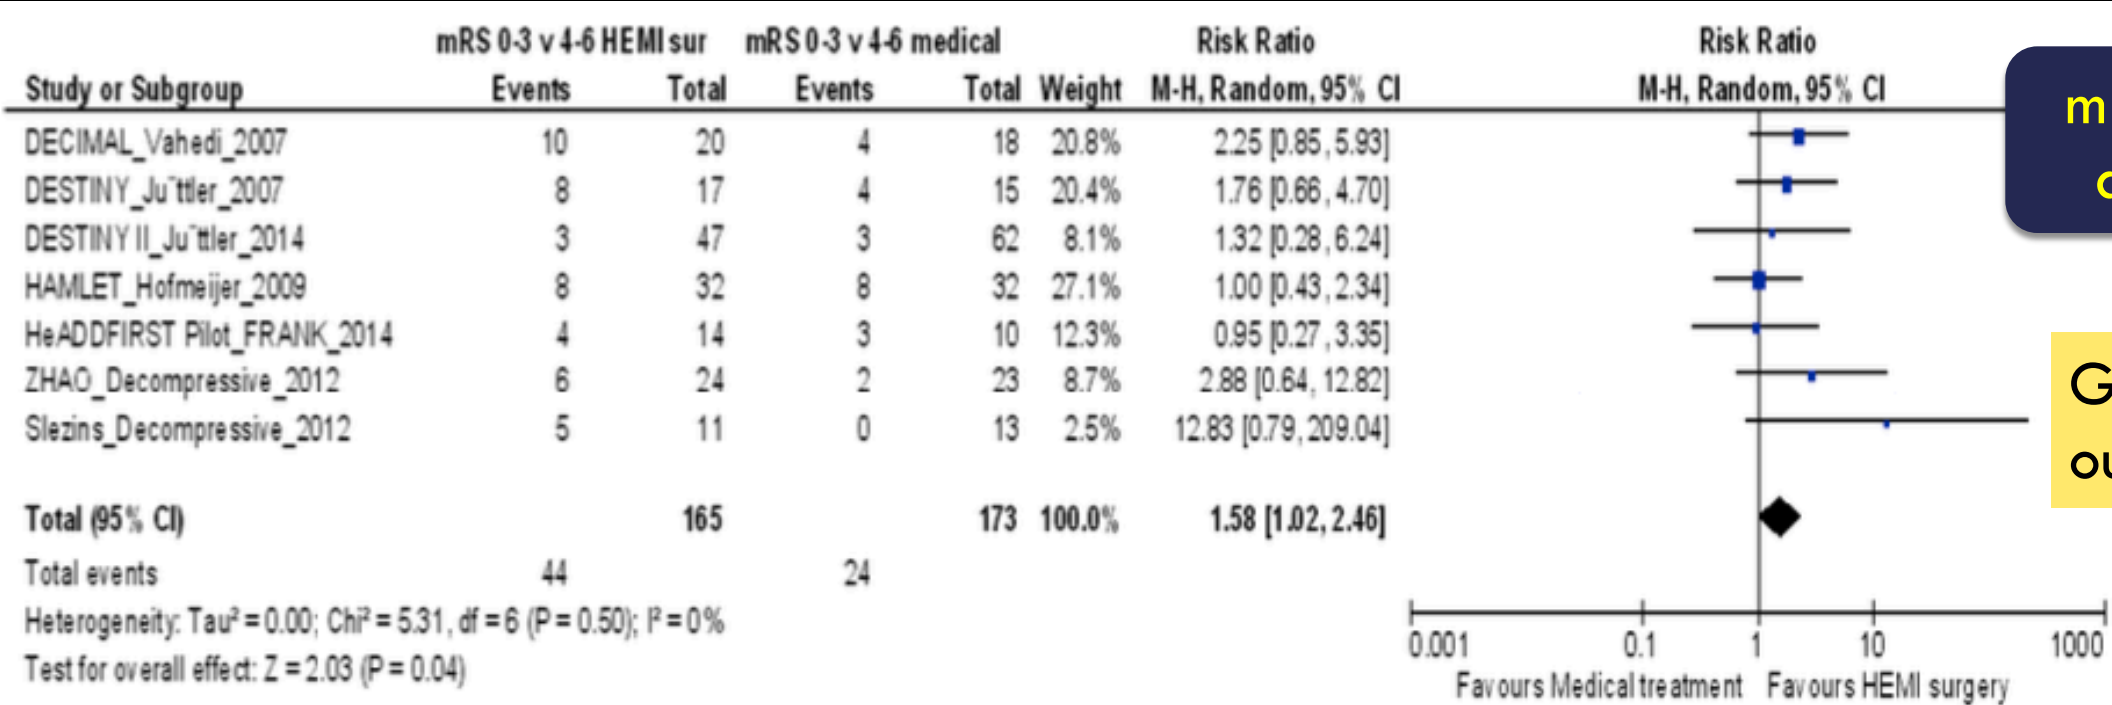 mRS 0-3 v 4-6 HEMI sur mRS 0-3 v 4-6 medical Risk Ratio Risk Ratio
Study or Subgroup Events Total Events Total Weight M-H, Random, 95% CI M-H, Random, 95% CI
DECIMAL_Vahedi_2007 10 20 4 18 20.8% 2.25 [0.85, 5.93]
DESTINY_Ju¨ttler_2007 8 17 4 15 20.4% 1.76 [0.66, 4.70]
DESTINY II_Ju¨ttler_2014 3 47 3 62 8.1% 1.32 [0.28, 6.24]
HAMLET_Hofmeijer_2009 8 32 8 32 27.1% 1.00 [0.43, 2.34]
HeADDFIRST Pilot_FRANK_2014 4 14 3 10 12.3% 0.95 [0.27, 3.35]
ZHAO_Decompressive_2012 6 24 2 23 8.7% 2.88 [0.64, 12.82]
Slezins_Decompressive_2012 5 11 0 13 2.5% 12.83 [0.79, 209.04]
Total (95% CI) 165 173 100.0% 1.58 [1.02, 2.46]
Total events 44 24
Heterogeneity: Tau² = 0.00; Chi² = 5.31, df = 6 (P = 0.50); I² = 0%
Test for overall effect: Z = 2.03 (P = 0.04)
0.001 0.1 1 10 1000
Favours Medical treatment Favours HEMI surgery
m
G
ou